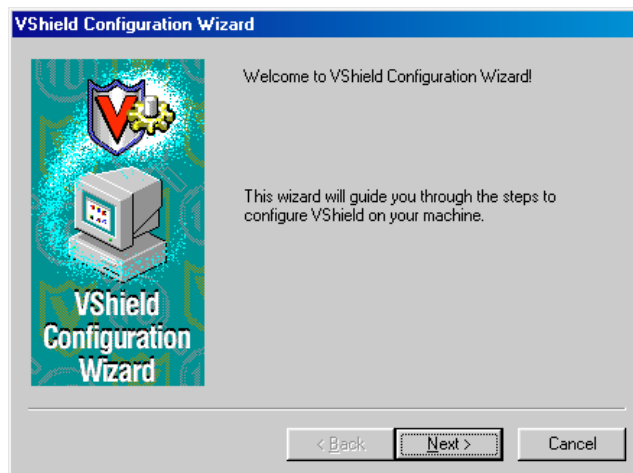 VShield Configuration Wizard
Welcome to VShield Configuration Wizard!
This wizard will guide you through the steps to
configure VShield on your machine.
V
VShield
Configuration
Wizard
< Back
Next >
Cancel